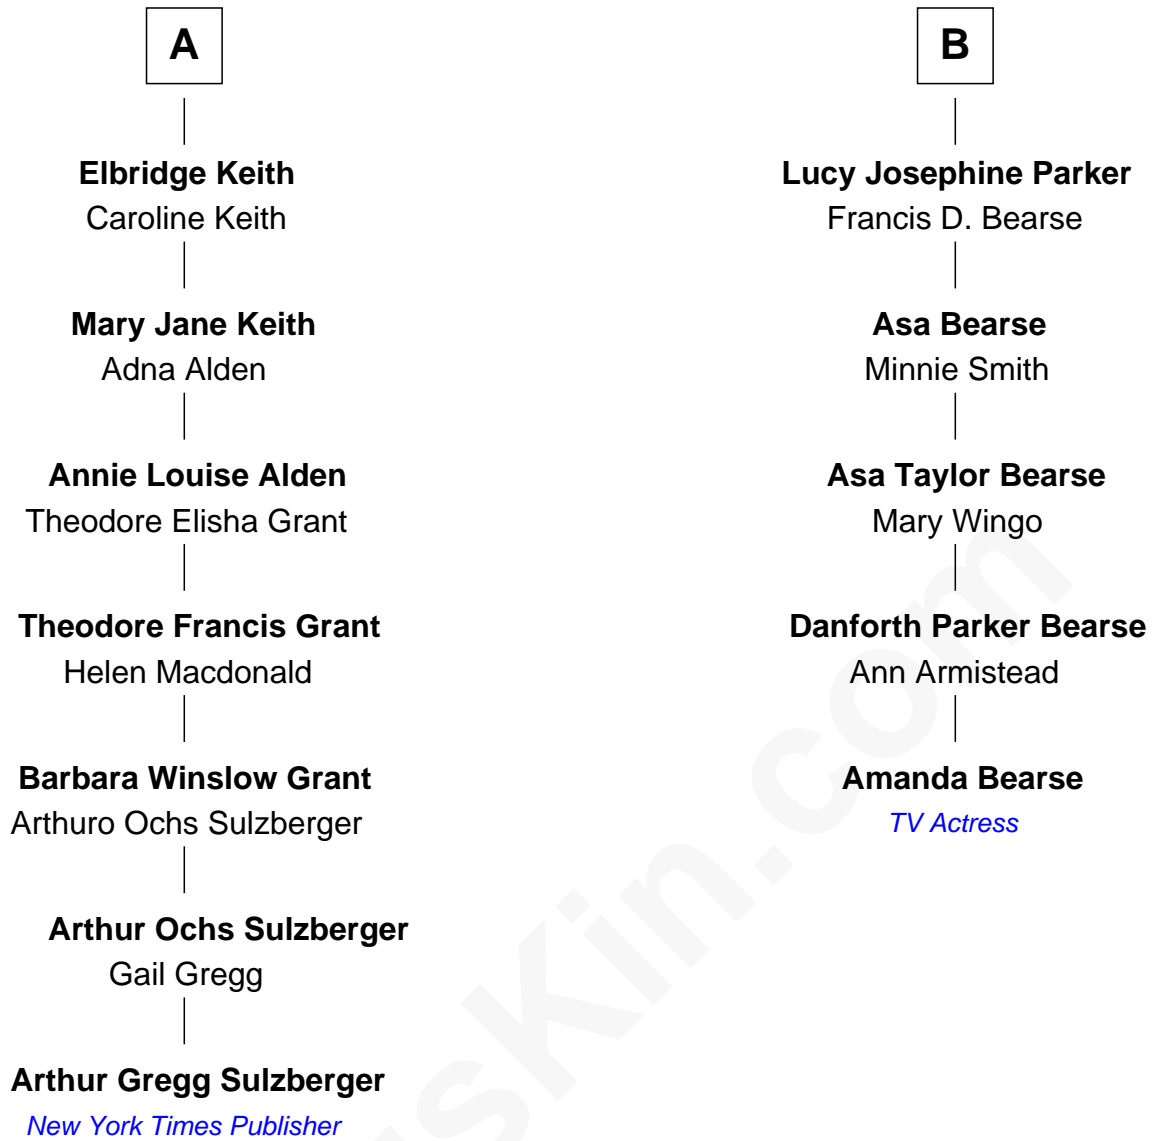 A
Elbridge Keith
Caroline Keith
Mary Jane Keith
Adna Alden
Annie Louise Alden
Theodore Elisha Grant
Theodore Francis Grant
Helen Macdonald
Barbara Winslow Grant
Arthuro Ochs Sulzberger
Arthur Ochs Sulzberger
Gail Gregg
Arthur Gregg Sulzberger
New York Times Publisher
B
Lucy Josephine Parker
Francis D. Bearse
Asa Bearse
Minnie Smith
Asa Taylor Bearse
Mary Wingo
Danforth Parker Bearse
Ann Armistead
Amanda Bearse
TV Actress